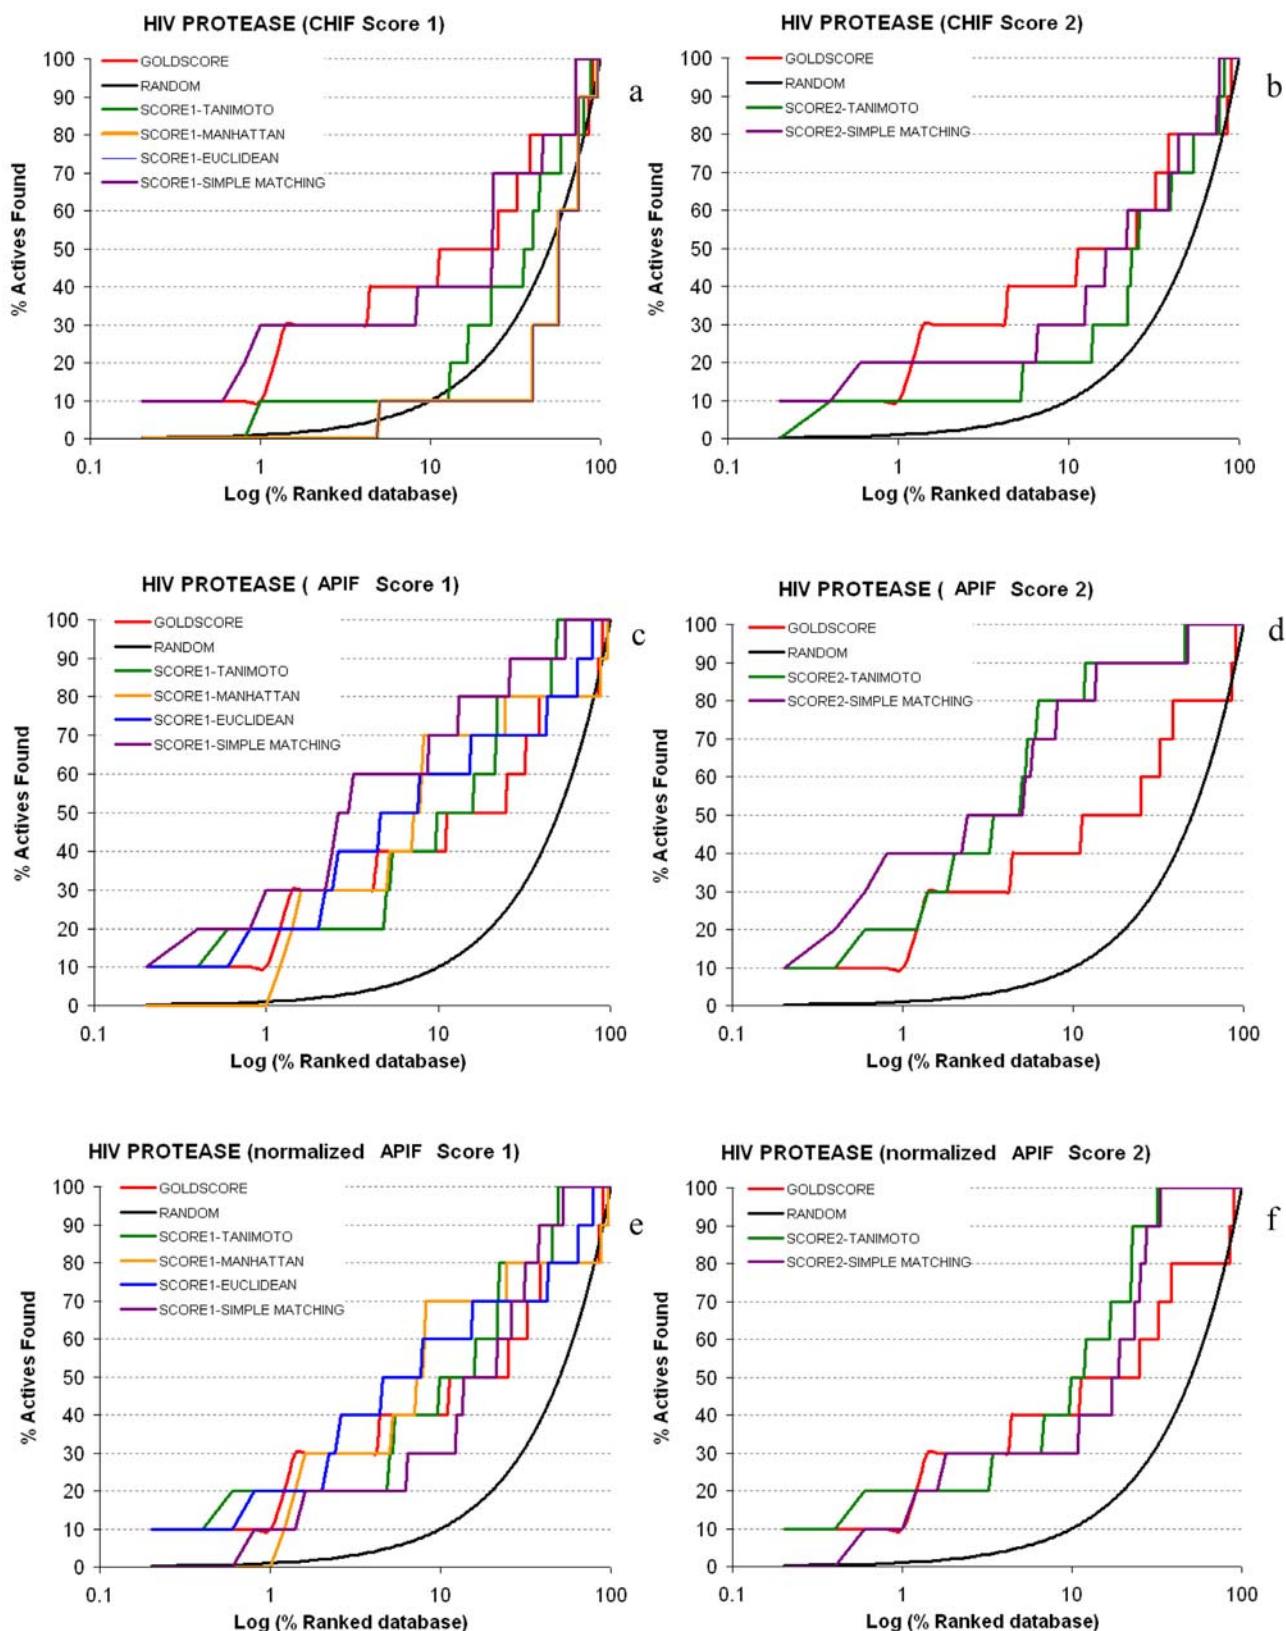 HIV PROTEASE (CHIF Score 1)
100
90
80
70
60
50
40
30
20
10
0
% Actives Found
GOLDSCORE
RANDOM
SCORE1-TANIMOTO
SCORE1-MANHATTAN
SCORE1-EUCLIDEAN
SCORE1-SIMPLE MATCHING
a
0.1
1
10
100
Log (% Ranked database)
HIV PROTEASE (CHIF Score 2)
100
90
80
70
60
50
40
30
20
10
0
% Actives Found
GOLDSCORE
RANDOM
SCORE2-TANIMOTO
SCORE2-SIMPLE MATCHING
b
0.1
1
10
100
Log (% Ranked database)
HIV PROTEASE ( APIF Score 1)
100
90
80
70
60
50
40
30
20
10
0
% Actives Found
GOLDSCORE
RANDOM
SCORE1-TANIMOTO
SCORE1-MANHATTAN
SCORE1-EUCLIDEAN
SCORE1-SIMPLE MATCHING
c
0.1
1
10
100
Log (% Ranked database)
HIV PROTEASE ( APIF Score 2)
100
90
80
70
60
50
40
30
20
10
0
% Actives Found
GOLDSCORE
RANDOM
SCORE2-TANIMOTO
SCORE2-SIMPLE MATCHING
d
0.1
1
10
100
Log (% Ranked database)
HIV PROTEASE (normalized APIF Score 1)
100
90
80
70
60
50
40
30
20
10
0
% Actives Found
GOLDSCORE
RANDOM
SCORE1-TANIMOTO
SCORE1-MANHATTAN
SCORE1-EUCLIDEAN
SCORE1-SIMPLE MATCHING
e
0.1
1
10
100
Log (% Ranked database)
HIV PROTEASE (normalized APIF Score 2)
100
90
80
70
60
50
40
30
20
10
0
% Actives Found
GOLDSCORE
RANDOM
SCORE2-TANIMOTO
SCORE2-SIMPLE MATCHING
f
0.1
1
10
100
Log (% Ranked database)